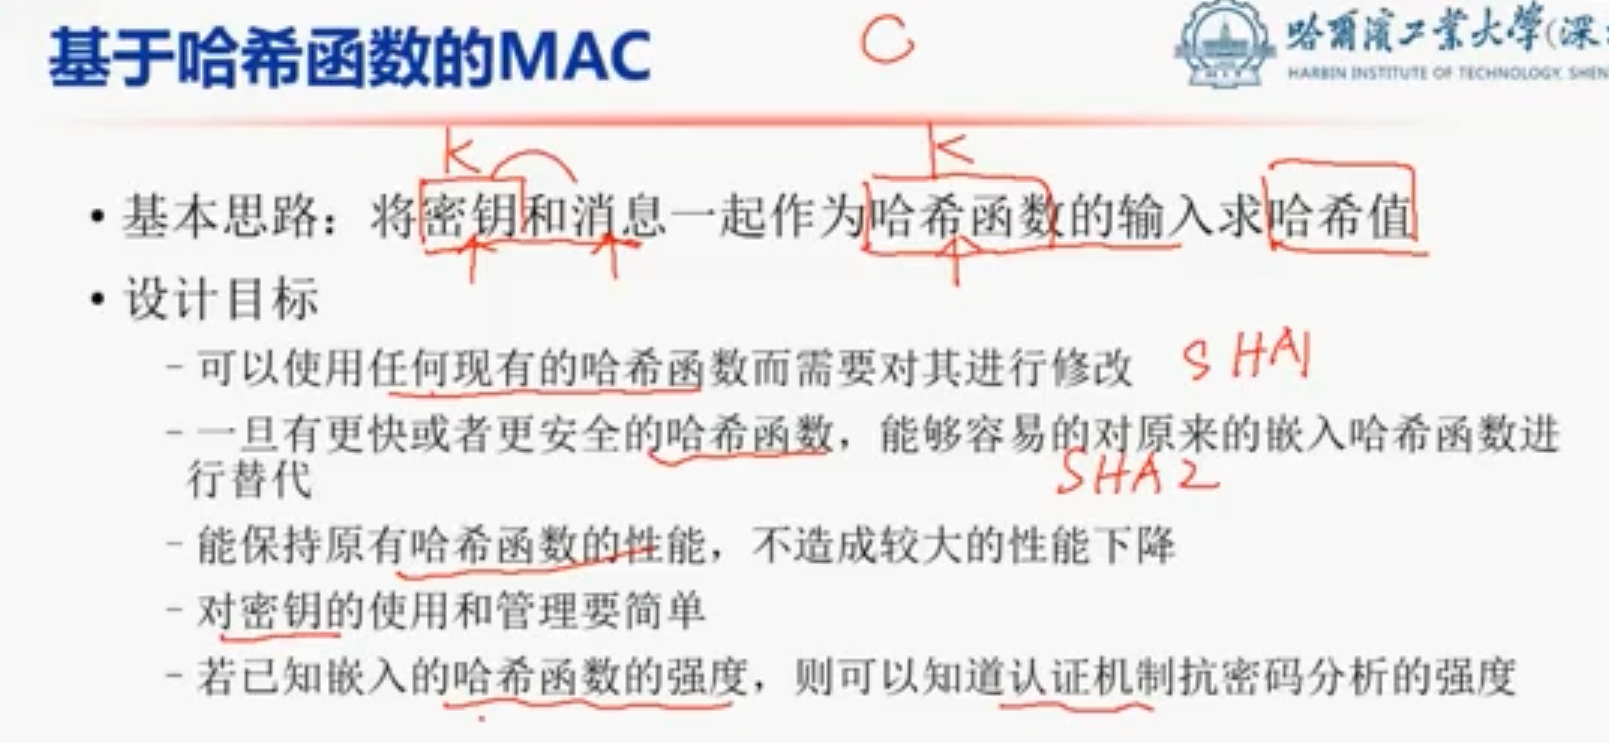 基于哈希函数的MAC
C
哈爾濱工業大學(深
HARBIN INSTITUTE OF TECHNOLOGY, SHEN
K K
• 基本思路：将密钥和消息一起作为哈希函数的输入求哈希值
• 设计目标
– 可以使用任何现有的哈希函数而需要对其进行修改 SHA1
– 一旦有更快或者更安全的哈希函数，能够容易的对原来的嵌入哈希函数进
行替代 SHA2
– 能保持原有哈希函数的性能，不造成较大的性能下降
– 对密钥的使用和管理要简单
– 若已知嵌入的哈希函数的强度，则可以知道认证机制抗密码分析的强度